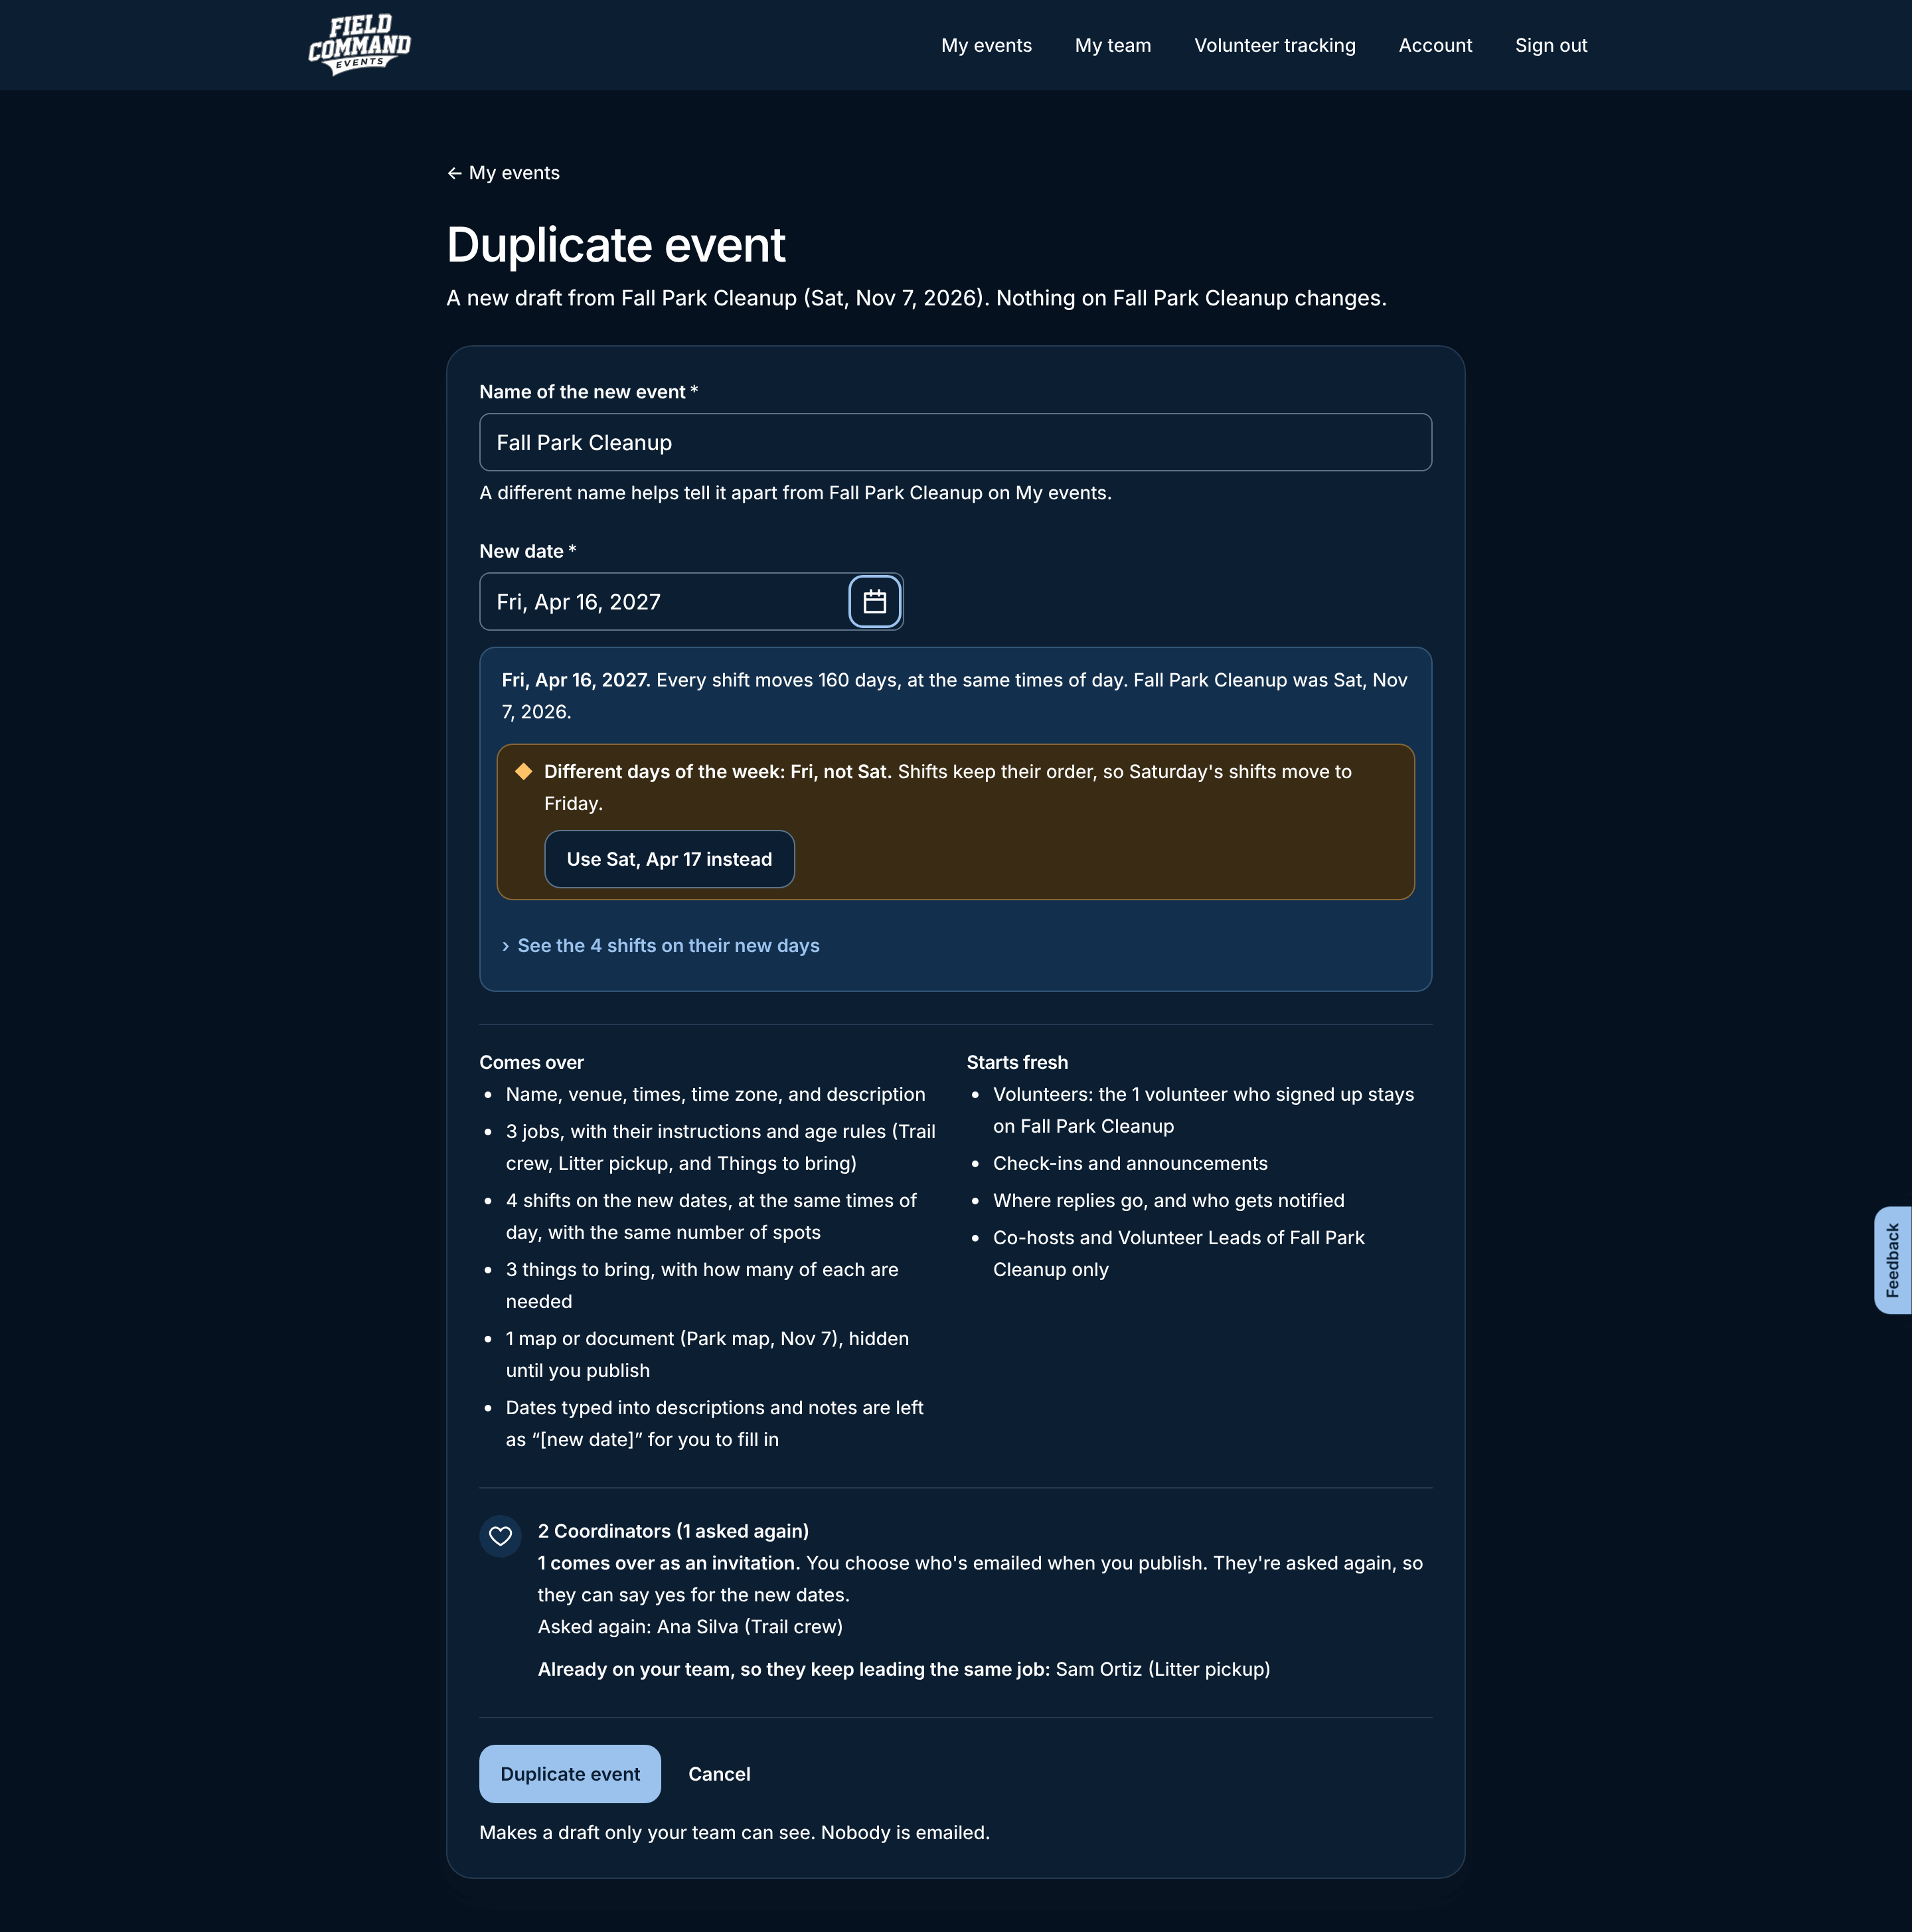 FIELD
COMMAND
EVENTS
My events
My team
Volunteer tracking
Account
Sign out
← My events
Duplicate event
A new draft from Fall Park Cleanup (Sat, Nov 7, 2026). Nothing on Fall Park Cleanup changes.
Name of the new event *
Fall Park Cleanup
A different name helps tell it apart from Fall Park Cleanup on My events.
New date *
Fri, Apr 16, 2027
Fri, Apr 16, 2027. Every shift moves 160 days, at the same times of day. Fall Park Cleanup was Sat, Nov
7, 2026.
Different days of the week: Fri, not Sat. Shifts keep their order, so Saturday's shifts move to
Friday.
Use Sat, Apr 17 instead
› See the 4 shifts on their new days
Comes over
• Name, venue, times, time zone, and description
• 3 jobs, with their instructions and age rules (Trail
crew, Litter pickup, and Things to bring)
• 4 shifts on the new dates, at the same times of
day, with the same number of spots
• 3 things to bring, with how many of each are
needed
• 1 map or document (Park map, Nov 7), hidden
until you publish
• Dates typed into descriptions and notes are left
as “[new date]” for you to fill in
Starts fresh
• Volunteers: the 1 volunteer who signed up stays
on Fall Park Cleanup
• Check-ins and announcements
• Where replies go, and who gets notified
• Co-hosts and Volunteer Leads of Fall Park
Cleanup only
2 Coordinators (1 asked again)
1 comes over as an invitation. You choose who's emailed when you publish. They're asked again, so
they can say yes for the new dates.
Asked again: Ana Silva (Trail crew)
Already on your team, so they keep leading the same job: Sam Ortiz (Litter pickup)
Duplicate event
Cancel
Makes a draft only your team can see. Nobody is emailed.
Feedback